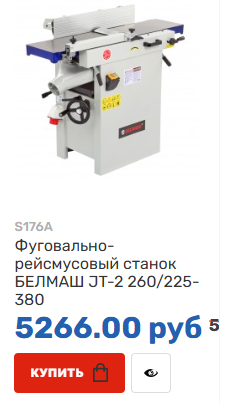 S176A
Фуговально-
рейсмусовый станок
БЕЛМАШ JT-2 260/225-
380
5266.00 руб 5
КУПИТЬ